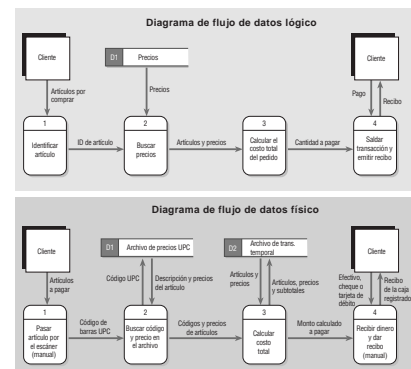 Diagrama de flujo de datos lógico
Cliente
D1 Precios
Cliente
Artículos por
comprar
Precios
Pago
Recibo
1
Identificar
artículo
ID de artículo
2
Buscar
precios
Artículos y precios
3
Calcular el
costo total
del pedido
Cantidad a pagar
4
Saldar
transacción y
emitir recibo
Diagrama de flujo de datos físico
Cliente
D1 Archivo de precios UPC
D2 Archivo de trans.
temporal
Cliente
Artículos
a pagar
Código UPC
Descripción y precios
del artículo
Artículos y
precios
Artículos, precios
y subtotales
Efectivo,
cheque o
tarjeta de
débito
Recibo
de la caja
registrado
1
Pasar
artículo por
el escáner
(manual)
Código de
barras UPC
2
Buscar código
y precio en
el archivo
Códigos y precios
de artículos
3
Calcular
costo
total
Monto calculado
a pagar
4
Recibir dinero
y dar
recibo
(manual)